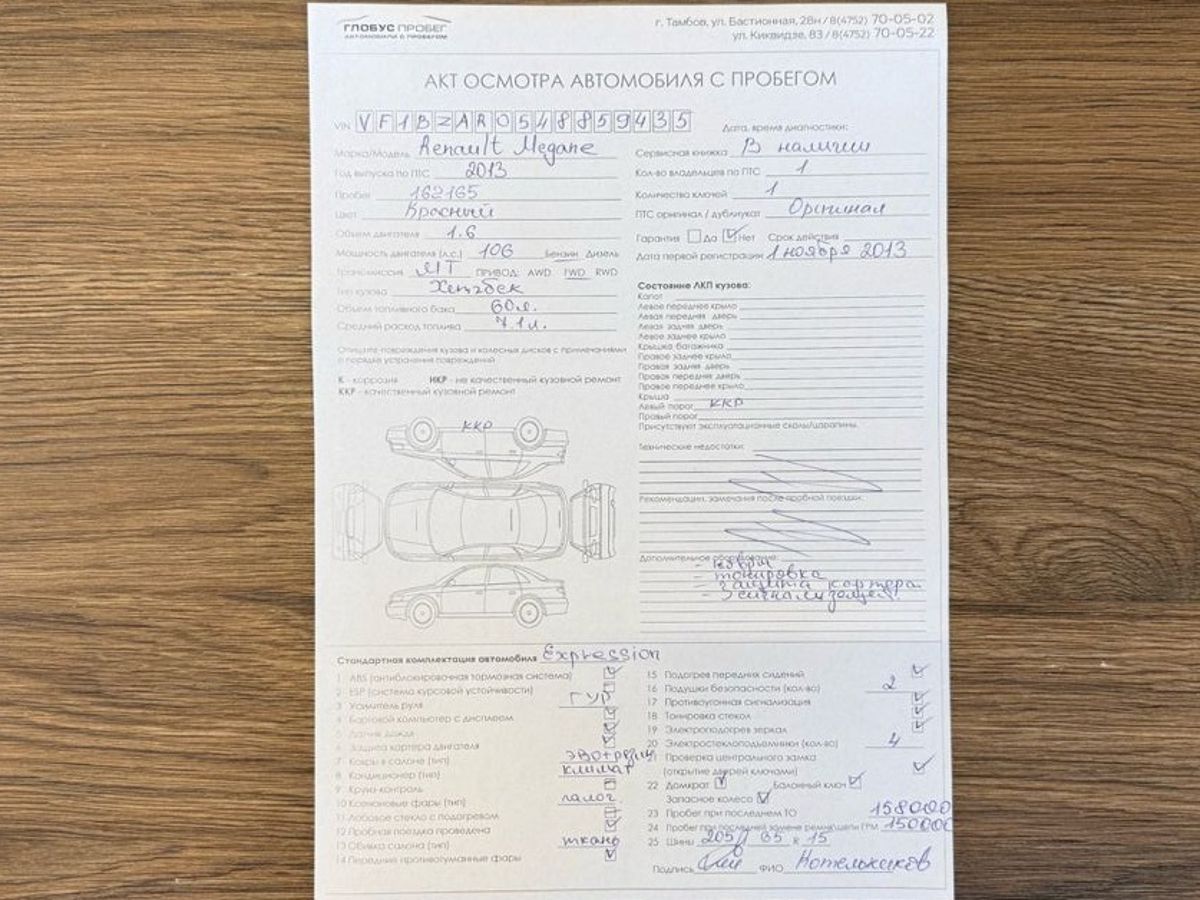 ГЛОБУС ПРОБЕГ
АВТОМОБИЛИ С ПРОБЕГОМ
г. Тамбов, ул. Бастионная, 28н / 8(4752) 70-05-02
ул. Киквидзе, 83 / 8(4752) 70-05-22
АКТ ОСМОТРА АВТОМОБИЛЯ С ПРОБЕГОМ
VIN VF1BZAR0548859435
Марка/Модель Renault Megane
Год выпуска по ПТС 2013
Пробег 162165
Цвет Красный
Объем двигателя 1.6
Мощность двигателя (л.с.) 106 Бензин Дизель
Трансмиссия МТ ПРИВОД: AWD FWD RWD
Тип кузова Хетчбек
Объем топливного бака 60л.
Средний расход топлива 7.1л.
Опишите повреждения кузова и колесных дисков с примечаниями
о порядке устранения повреждений
К - коррозия НКР - не качественный кузовной ремонт
ККР - качественный кузовной ремонт
ККР
Дата, время диагностики:
Сервисная книжка В наличии
Кол-во владельцев по ПТС 1
Количество ключей 1
ПТС оригинал / дубликат Оригинал
Гарантия Да Нет Срок действия
Дата первой регистрации 1 ноября 2013
Состояние ЛКП кузова:
Капот
Левое переднее крыло
Левая передняя дверь
Левая задняя дверь
Левое заднее крыло
Крышка багажника
Правое заднее крыло
Правая задняя дверь
Правая передняя дверь
Правое переднее крыло
Крыша
Левый порог ККР
Правый порог
Присутствуют эксплуатационные сколы/царапины.
Технические недостатки:
Рекомендации, замечания после пробной поездки:
Дополнительное оборудование:
- ковры
- тонировка
- защита картера
- сигнализация.
Стандартная комплектация автомобиля Expression
1 ABS (антиблокировочная тормозная система)
2 ESP (система курсовой устойчивости)
3 Усилитель руля ГУР
4 Бортовой компьютер с дисплеем
5 Датчик дождя
6 Защита картера двигателя
7 Ковры в салоне (тип)
8 Кондиционер (тип) климат
9 Круиз-контроль
10 Ксеноновые фары (тип) галог.
11 Лобовое стекло с подогревом
12 Пробная поездка проведена
13 Обивка салона (тип) ткань
14 Передние противотуманные фары
15 Подогрев передних сидений
16 Подушки безопасности (кол-во) 2
17 Противоугонная сигнализация
18 Тонировка стекол
19 Электроподогрев зеркал
20 Электростеклоподъемники (кол-во) 4
21 Проверка центрального замка
(открытие дверей ключами)
22 Домкрат Балонный ключ
Запасное колесо
23 Пробег при последнем ТО 158000
24 Пробег при последней замене ремня/цепи ГРМ 150000
25 Шины 205/ 65 R 15
Подпись ФИО Котельников